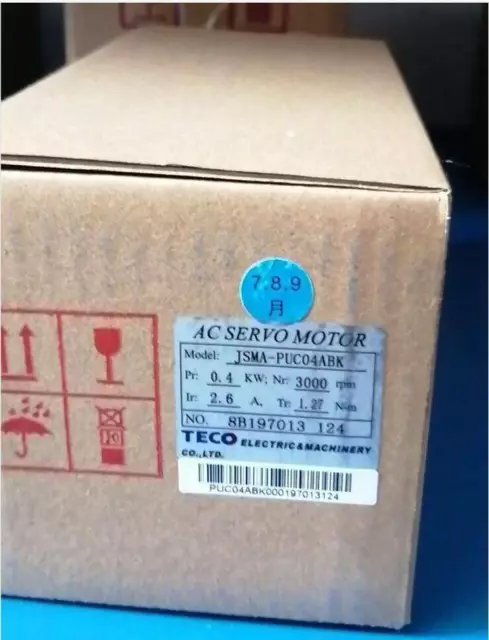 7.8.9
月
AC SERVO MOTOR
Model: JSMA-PUC04ABK
Pr: 0.4 KW; Nr: 3000 rpm
Ir: 2.6 A, Tr: 1.27 N-m
NO. 8B197013 124
TECO ELECTRIC&MACHINERY
CO.,LTD.
PUC04ABK000197013124